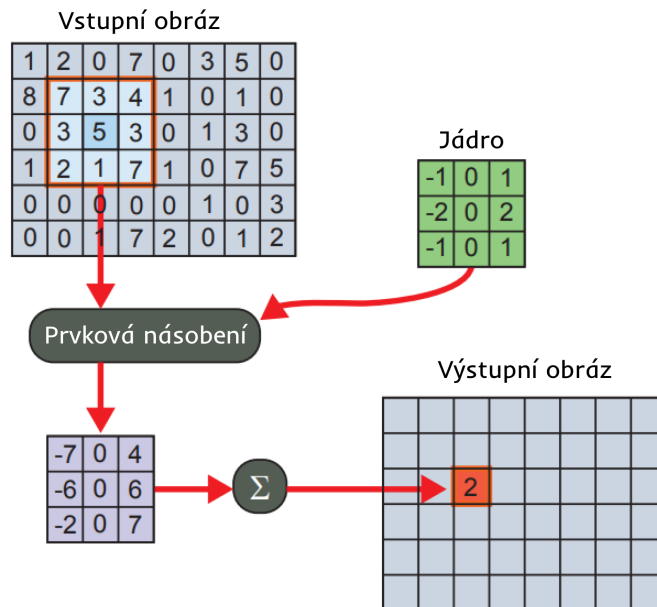 Vstupní obráz
1 2 0 7 0 3 5 0
8 7 3 4 1 0 1 0
0 3 5 3 0 1 3 0
1 2 1 7 1 0 7 5
0 0 0 0 0 1 0 3
0 0 1 7 2 0 1 2
Jádro
-1 0 1
-2 0 2
-1 0 1
Prvková násobení
-7 0 4
-6 0 6
-2 0 7
Σ
Výstupní obráz
2